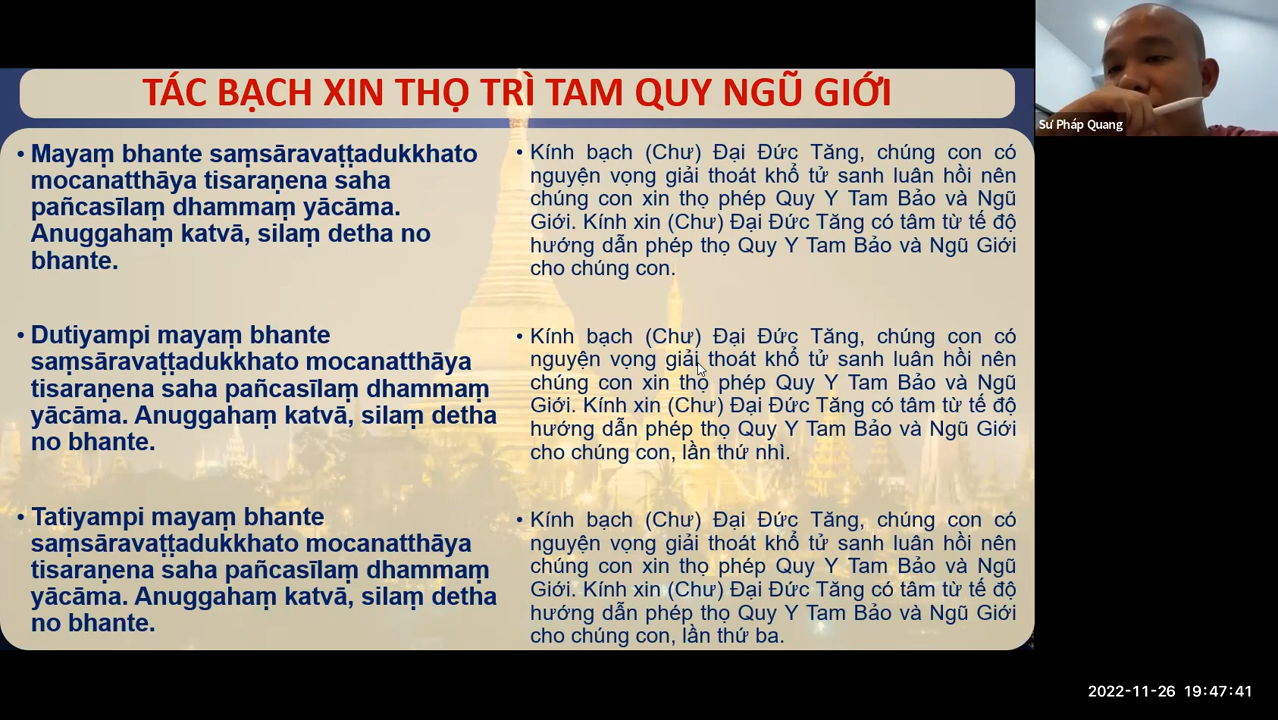 TÁC BẠCH XIN THỌ TRÌ TAM QUY NGŨ GIỚI
• Mayaṃ bhante saṃsāravaṭṭadukkhato
mocanatthāya tisaraṇena saha
pañcasīlaṃ dhammaṃ yācāma.
Anuggahaṃ katvā, silaṃ detha no
bhante.
• Kính bạch (Chư) Đại Đức Tăng, chúng con có
nguyện vọng giải thoát khổ tử sanh luân hồi nên
chúng con xin thọ phép Quy Y Tam Bảo và Ngũ
Giới. Kính xin (Chư) Đại Đức Tăng có tâm từ tế độ
hướng dẫn phép thọ Quy Y Tam Bảo và Ngũ Giới
cho chúng con.
• Dutiyampi mayaṃ bhante
saṃsāravaṭṭadukkhato mocanatthāya
tisaraṇena saha pañcasīlaṃ dhammaṃ
yācāma. Anuggahaṃ katvā, silaṃ detha
no bhante.
• Kính bạch (Chư) Đại Đức Tăng, chúng con có
nguyện vọng giải thoát khổ tử sanh luân hồi nên
chúng con xin thọ phép Quy Y Tam Bảo và Ngũ
Giới. Kính xin (Chư) Đại Đức Tăng có tâm từ tế độ
hướng dẫn phép thọ Quy Y Tam Bảo và Ngũ Giới
cho chúng con, lần thứ nhì.
• Tatiyampi mayaṃ bhante
saṃsāravaṭṭadukkhato mocanatthāya
tisaraṇena saha pañcasīlaṃ dhammaṃ
yācāma. Anuggahaṃ katvā, silaṃ detha
no bhante.
• Kính bạch (Chư) Đại Đức Tăng, chúng con có
nguyện vọng giải thoát khổ tử sanh luân hồi nên
chúng con xin thọ phép Quy Y Tam Bảo và Ngũ
Giới. Kính xin (Chư) Đại Đức Tăng có tâm từ tế độ
hướng dẫn phép thọ Quy Y Tam Bảo và Ngũ Giới
cho chúng con, lần thứ ba.
Sư Pháp Quang
2022-11-26 19:47:41